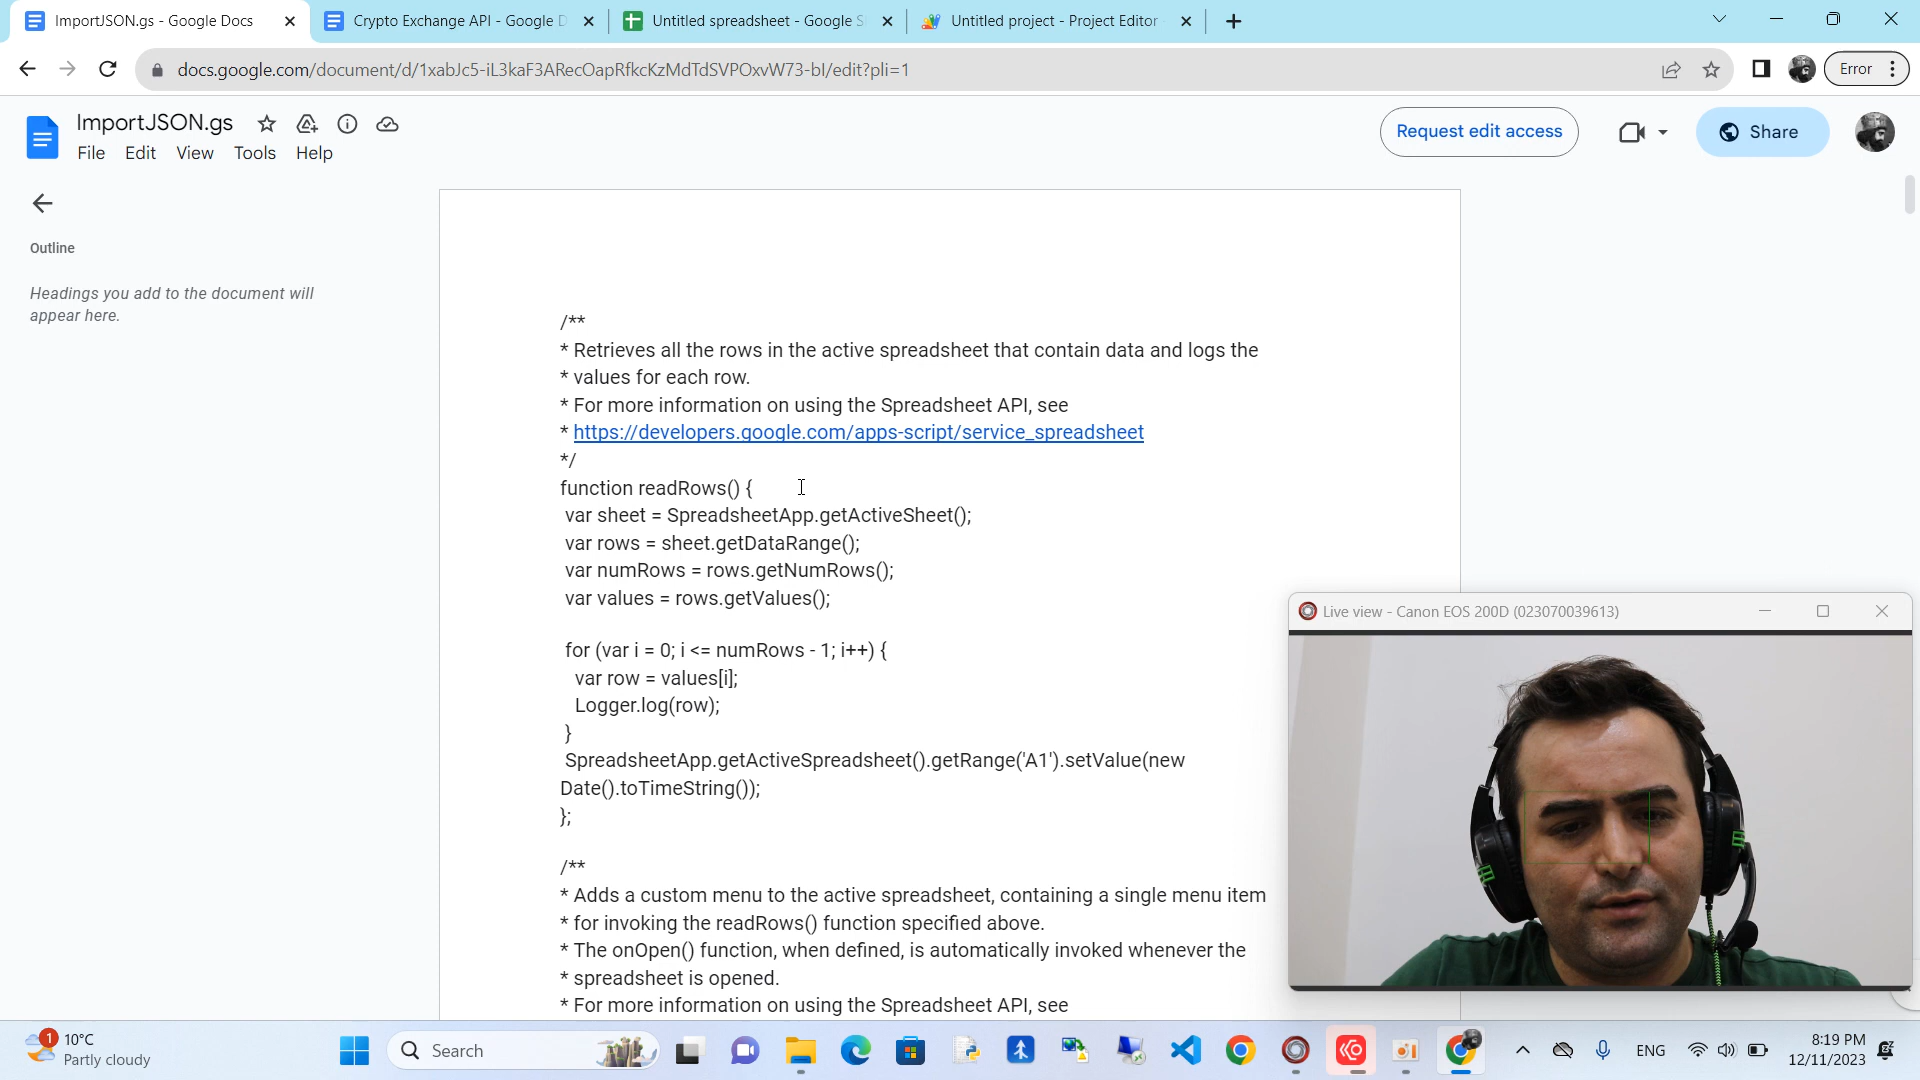 ImportJSON.gs - Google Docs
Crypto Exchange API - Google D
Untitled spreadsheet - Google S
Untitled project - Project Editor
docs.google.com/document/d/1xabJc5-iL3kaF3ARecOapRfkcKzMdTdSVPOxvW73-bI/edit?pli=1
Error
ImportJSON.gs
File Edit View Tools Help
Request edit access
Share
Outline
Headings you add to the document will
appear here.
/**
* Retrieves all the rows in the active spreadsheet that contain data and logs the
* values for each row.
* For more information on using the Spreadsheet API, see
* https://developers.google.com/apps-script/service_spreadsheet
*/
function readRows() {
var sheet = SpreadsheetApp.getActiveSheet();
var rows = sheet.getDataRange();
var numRows = rows.getNumRows();
var values = rows.getValues();
for (var i = 0; i <= numRows - 1; i++) {
var row = values[i];
Logger.log(row);
}
SpreadsheetApp.getActiveSpreadsheet().getRange('A1').setValue(new
Date().toTimeString());
};
/**
* Adds a custom menu to the active spreadsheet, containing a single menu item
* for invoking the readRows() function specified above.
* The onOpen() function, when defined, is automatically invoked whenever the
* spreadsheet is opened.
* For more information on using the Spreadsheet API, see
Live view - Canon EOS 200D (023070039613)
1
10°C
Partly cloudy
Search
ENG
8:19 PM
12/11/2023